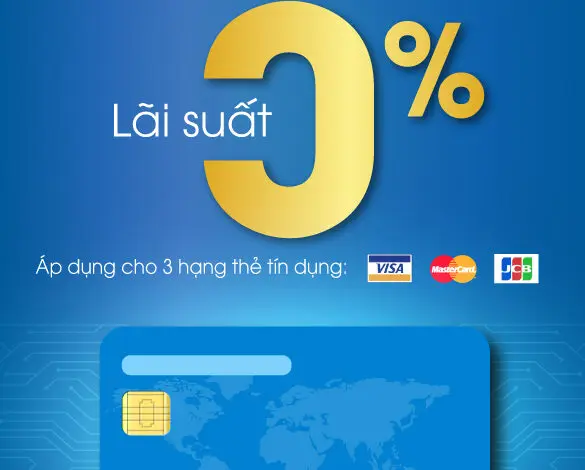 Lãi suất 0%
Áp dụng cho 3 hạng thẻ tín dụng: VISA MasterCard JCB